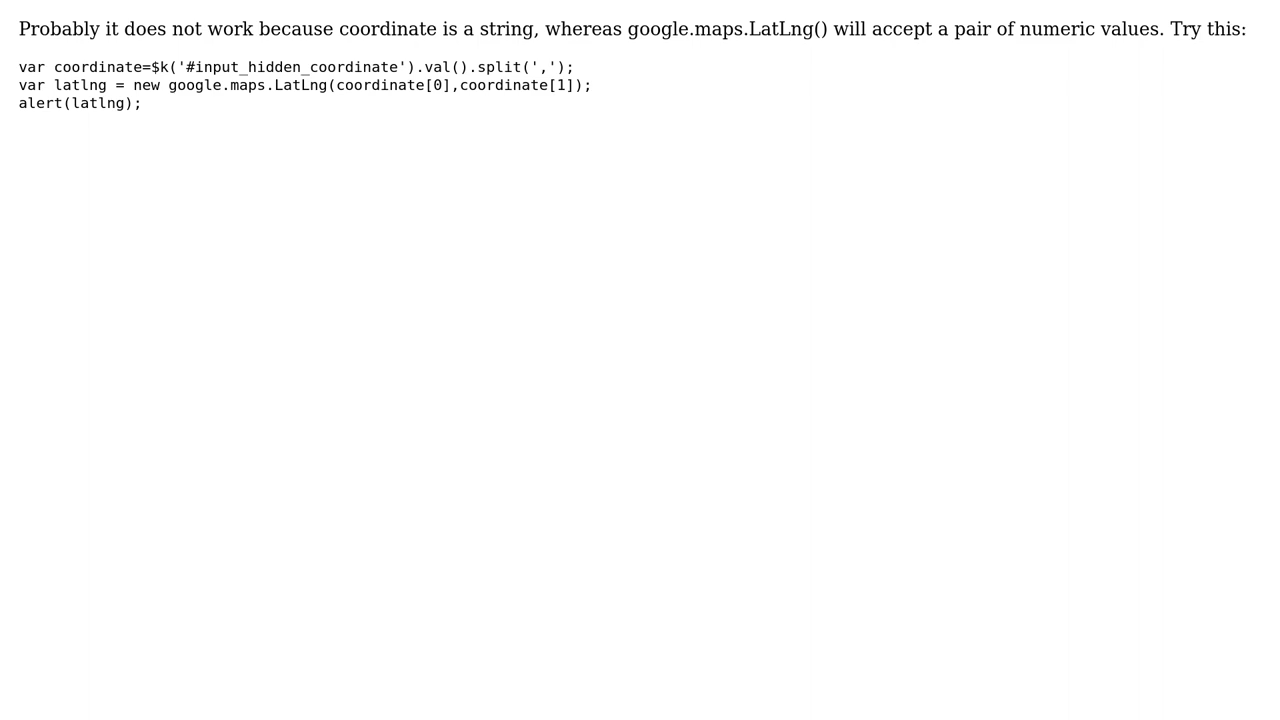 Probably it does not work because coordinate is a string, whereas google.maps.LatLng() will accept a pair of numeric values. Try this:
var coordinate=$k('#input_hidden_coordinate').val().split(',');
var latlng = new google.maps.LatLng(coordinate[0],coordinate[1]);
alert(latlng);